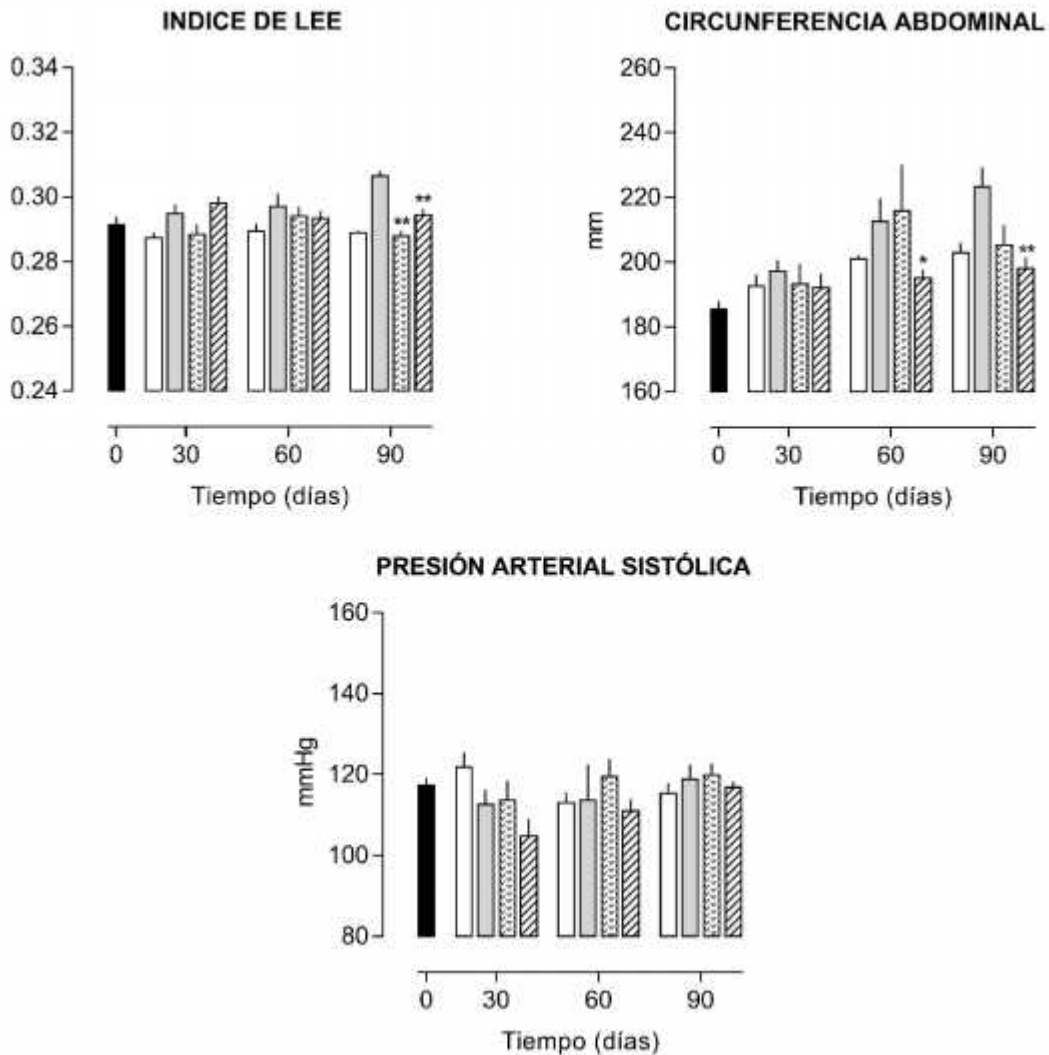 INDICE DE LEE
0.34
0.32
0.30
0.28
0.26
0.24
**
**
0 30 60 90
Tiempo (días)
CIRCUNFERENCIA ABDOMINAL
mm
260
240
220
200
180
160
*
**
0 30 60 90
Tiempo (días)
PRESIÓN ARTERIAL SISTÓLICA
mmHg
160
140
120
100
80
0 30 60 90
Tiempo (días)